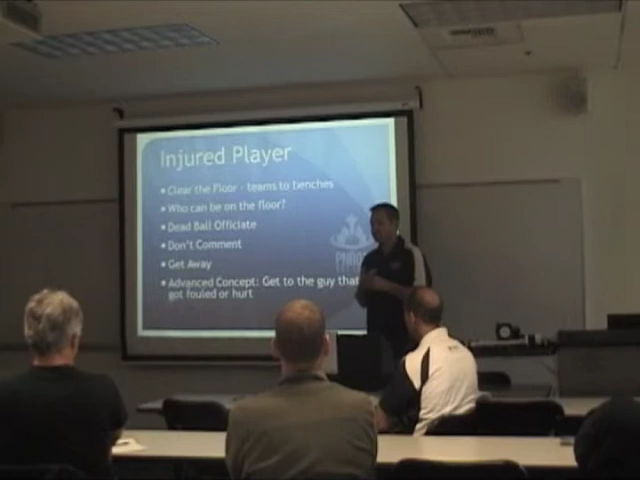 Injured Player
• Clear the Floor - teams to benches
• Who can be on the floor?
• Dead Ball Officiate
• Don't Comment
• Get Away
• Advanced Concept: Get to the guy that
got fouled or hurt